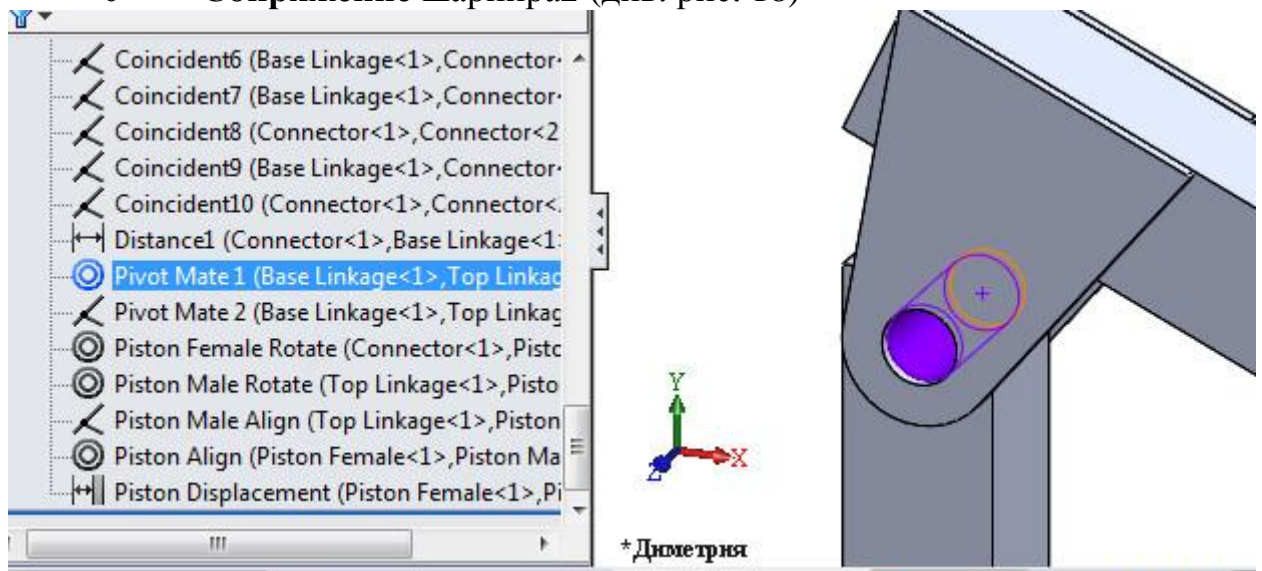 Coincident6 (Base Linkage<1>,Connector
Coincident7 (Base Linkage<1>,Connector
Coincident8 (Connector<1>,Connector<2
Coincident9 (Base Linkage<1>,Connector
Coincident10 (Connector<1>,Connector<
Distance1 (Connector<1>,Base Linkage<1
Pivot Mate 1 (Base Linkage<1>,Top Linkag
Pivot Mate 2 (Base Linkage<1>,Top Linkag
Piston Female Rotate (Connector<1>,Pistc
Piston Male Rotate (Top Linkage<1>,Pisto
Piston Male Align (Top Linkage<1>,Piston
Piston Align (Piston Female<1>,Piston Ma
Piston Displacement (Piston Female<1>,Pi
Y
X
Z
*Диметрия